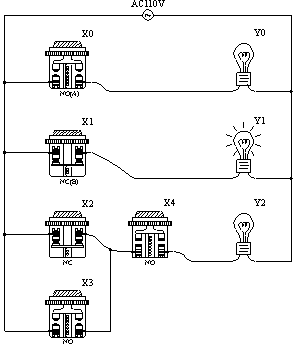 AC110V
X0 Y0
NO(A)
X1 Y1
NC(B)
X2 X4 Y2
NC NO
X3
NO